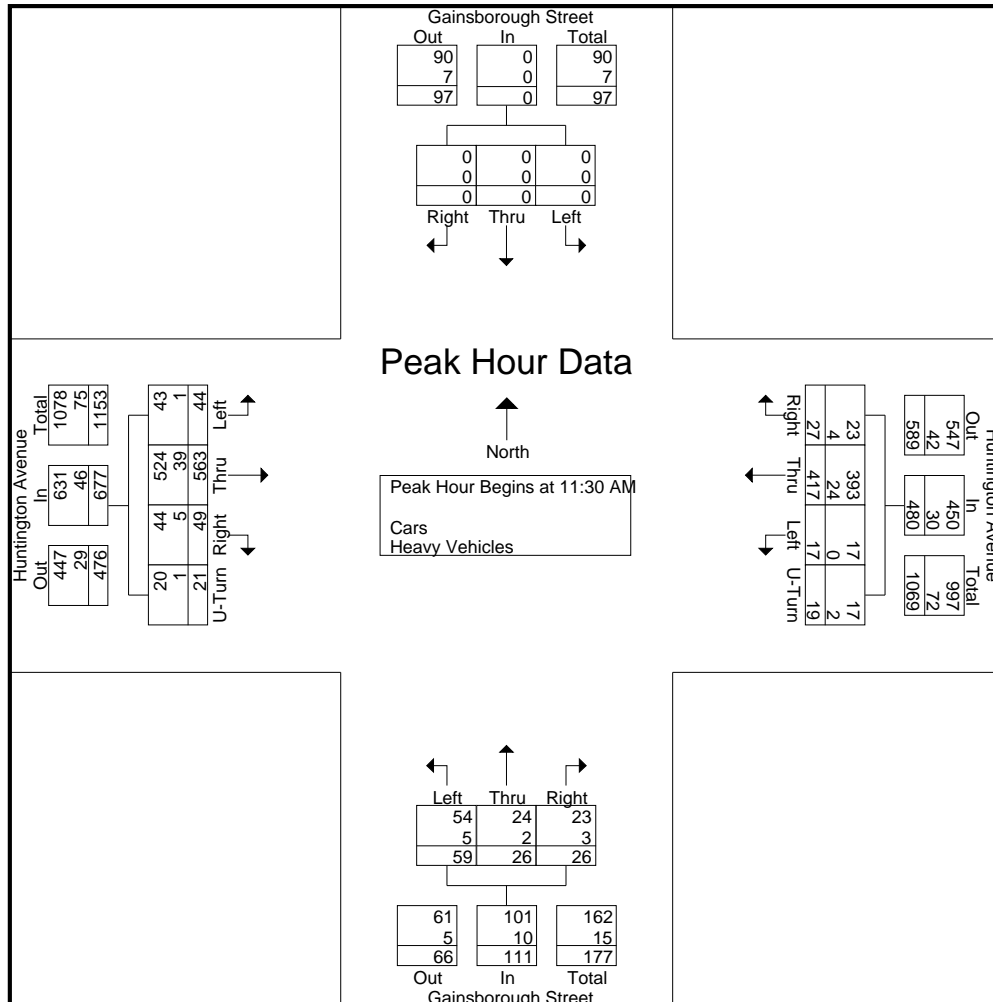 Gainsborough Street
Out In Total
90 0 90
7 0 7
97 0 97
0 0 0
0 0 0
0 0 0
Right Thru Left
Peak Hour Data
North
Peak Hour Begins at 11:30 AM
Cars
Heavy Vehicles
Huntington Avenue
Total In Out
1078 631 447
75 46 29
1153 677 476
43 524 44 20
1 39 5 1
44 563 49 21
Left Thru Right U-Turn
Huntington Avenue
Out In Total
547 450 997
42 30 72
589 480 1069
23 393 17 17
4 24 0 2
27 417 17 19
Right Thru Left U-Turn
Left Thru Right
54 24 23
5 2 3
59 26 26
61 101 162
5 10 15
66 111 177
Out In Total
Gainsborough Street